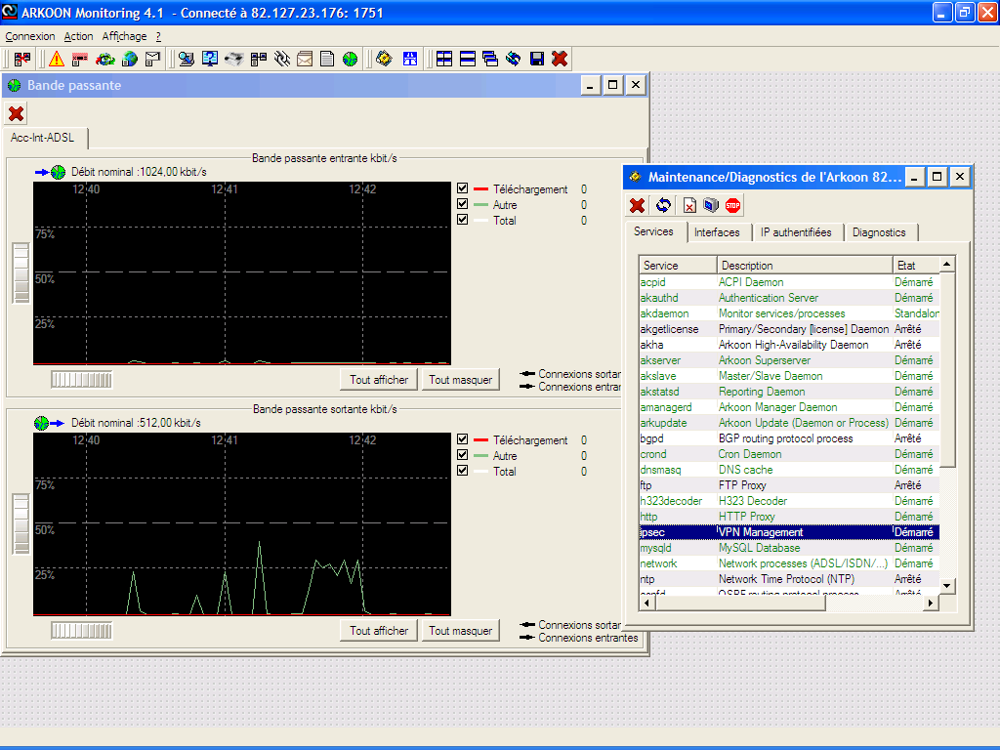 ARKOON Monitoring 4.1 - Connecté à 82.127.23.176: 1751
Connexion Action Affichage ?
Bande passante
Acc-Int-ADSL
Bande passante entrante kbit/s
Débit nominal :1024,00 kbit/s
12:40 12:41 12:42
75%
50%
25%
Téléchargement 0
Autre 0
Total 0
Tout afficher Tout masquer
Connexions sortar
Connexions entrar
Bande passante sortante kbit/s
Débit nominal :512,00 kbit/s
12:40 12:41 12:42
75%
50%
25%
Téléchargement 0
Autre 0
Total 0
Tout afficher Tout masquer
Connexions sortar
Connexions entrantes
Maintenance/Diagnostics de l'Arkoon 82...
STOP
Services Interfaces IP authentifiées Diagnostics
Service Description Etat
acpid ACPI Daemon Démarré
akauthd Authentication Server Démarré
akdaemon Monitor services/processes Standalor
akgetlicense Primary/Secondary [license] Daemon Arrêté
akha Arkoon High-Availability Daemon Arrêté
akserver Arkoon Superserver Démarré
akslave Master/Slave Daemon Démarré
akstatsd Reporting Daemon Démarré
amanagerd Arkoon Manager Daemon Démarré
arkupdate Arkoon Update (Daemon or Process) Démarré
bgpd BGP routing protocol process Arrêté
crond Cron Daemon Démarré
dnsmasq DNS cache Démarré
ftp FTP Proxy Arrêté
h323decoder H323 Decoder Démarré
http HTTP Proxy Démarré
ipsec VPN Management Démarré
mysqld MySQL Database Démarré
network Network processes (ADSL/ISDN/...) Démarré
ntp Network Time Protocol (NTP) Arrêté
ospfd OSPF routing protocol process Arrêté